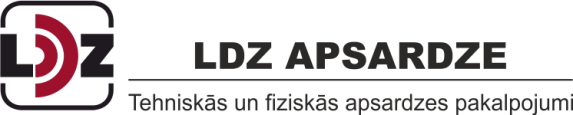 LDZ
LDZ APSARDZE
Tehniskās un fiziskās apsardzes pakalpojumi